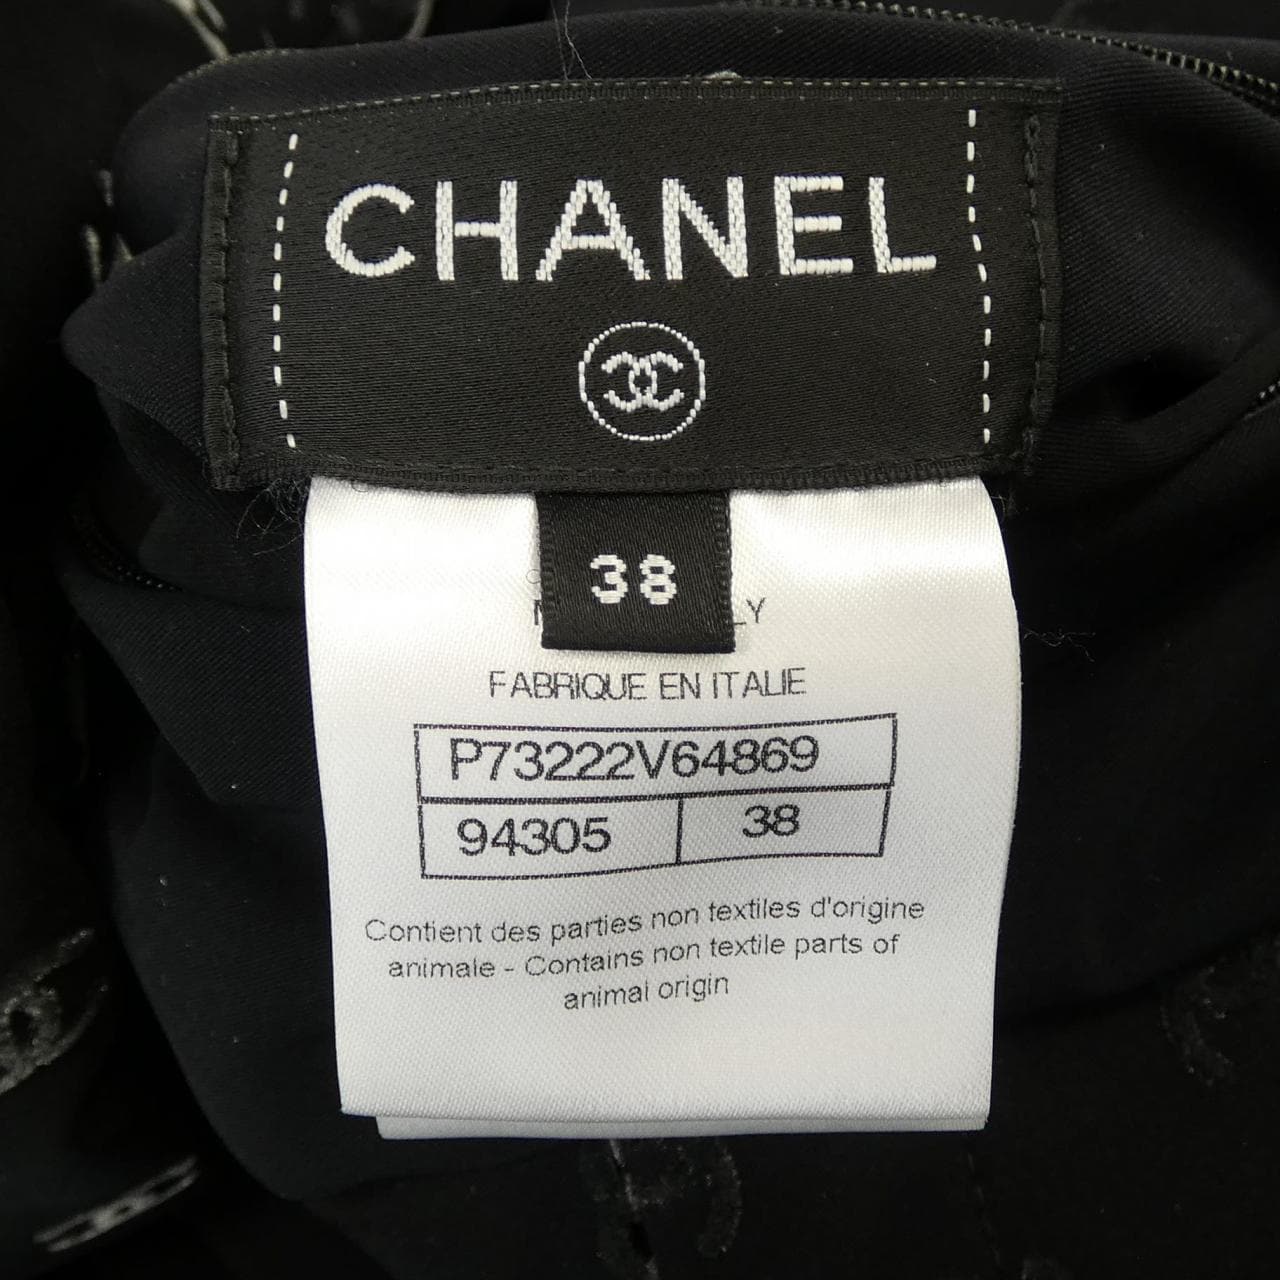 CHANEL
38
FABRIQUE EN ITALIE
P73222V64869
94305 38
Contient des parties non textiles d'origine
animale - Contains non textile parts of
animal origin